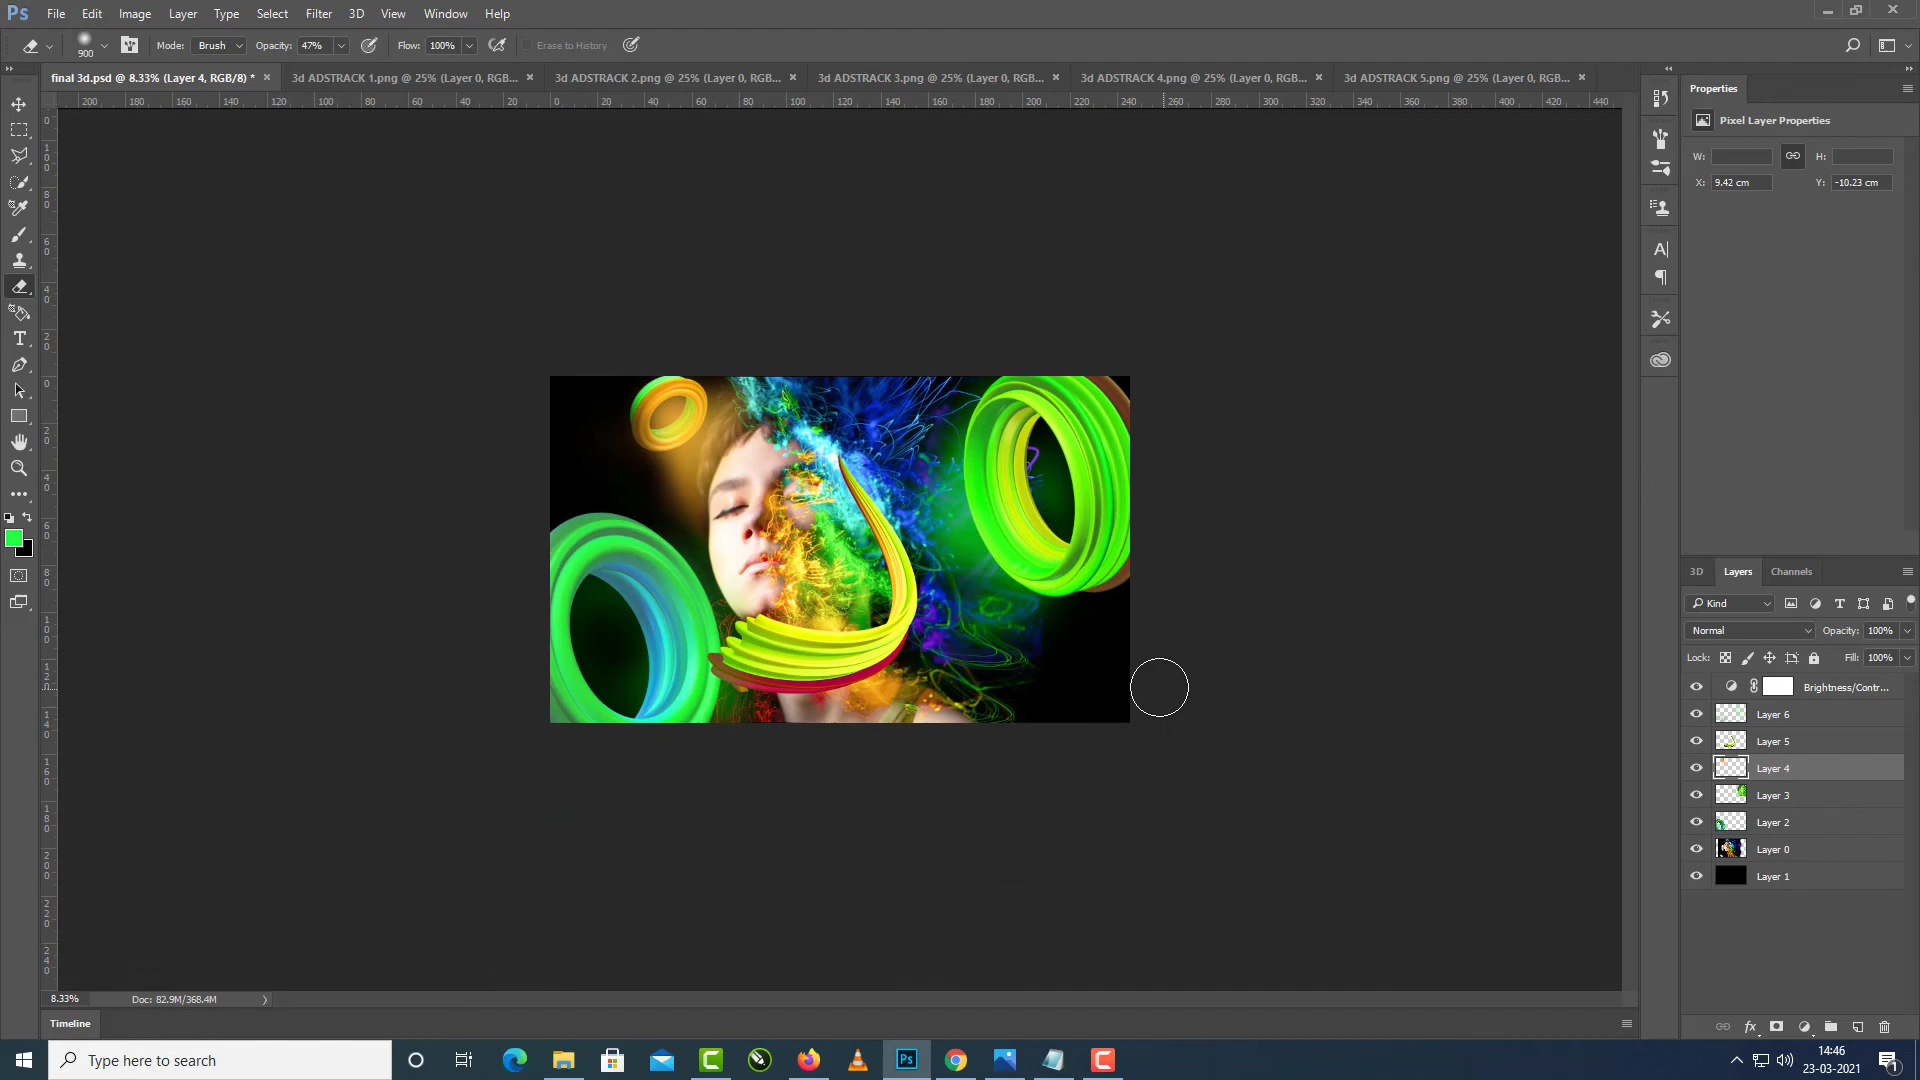 Ps File Edit Image Layer Type Select Filter 3D View Window Help
900 Mode: Brush Opacity: 47% Flow: 100% Erase to History
final 3d.psd @ 8.33% (Layer 4, RGB/8) * 3d ADSTRACK 1.png @ 25% (Layer 0, RGB... 3d ADSTRACK 2.png @ 25% (Layer 0, RGB... 3d ADSTRACK 3.png @ 25% (Layer 0, RGB... 3d ADSTRACK 4.png @ 25% (Layer 0, RGB... 3d ADSTRACK 5.png @ 25% (Layer 0, RGB...
200 180 160 140 120 100 80 60 40 20 0 20 40 60 80 100 120 140 160 180 200 220 240 260 280 300 320 340 360 380 400 420 440
Properties
Pixel Layer Properties
W: H:
X: 9.42 cm Y: -10.23 cm
3D Layers Channels
Kind
Normal Opacity: 100%
Lock: Fill: 100%
Brightness/Contr...
Layer 6
Layer 5
Layer 4
Layer 3
Layer 2
Layer 0
Layer 1
8.33% Doc: 82.9M/368.4M
Timeline
Type here to search
Ps
14:46
23-03-2021
1